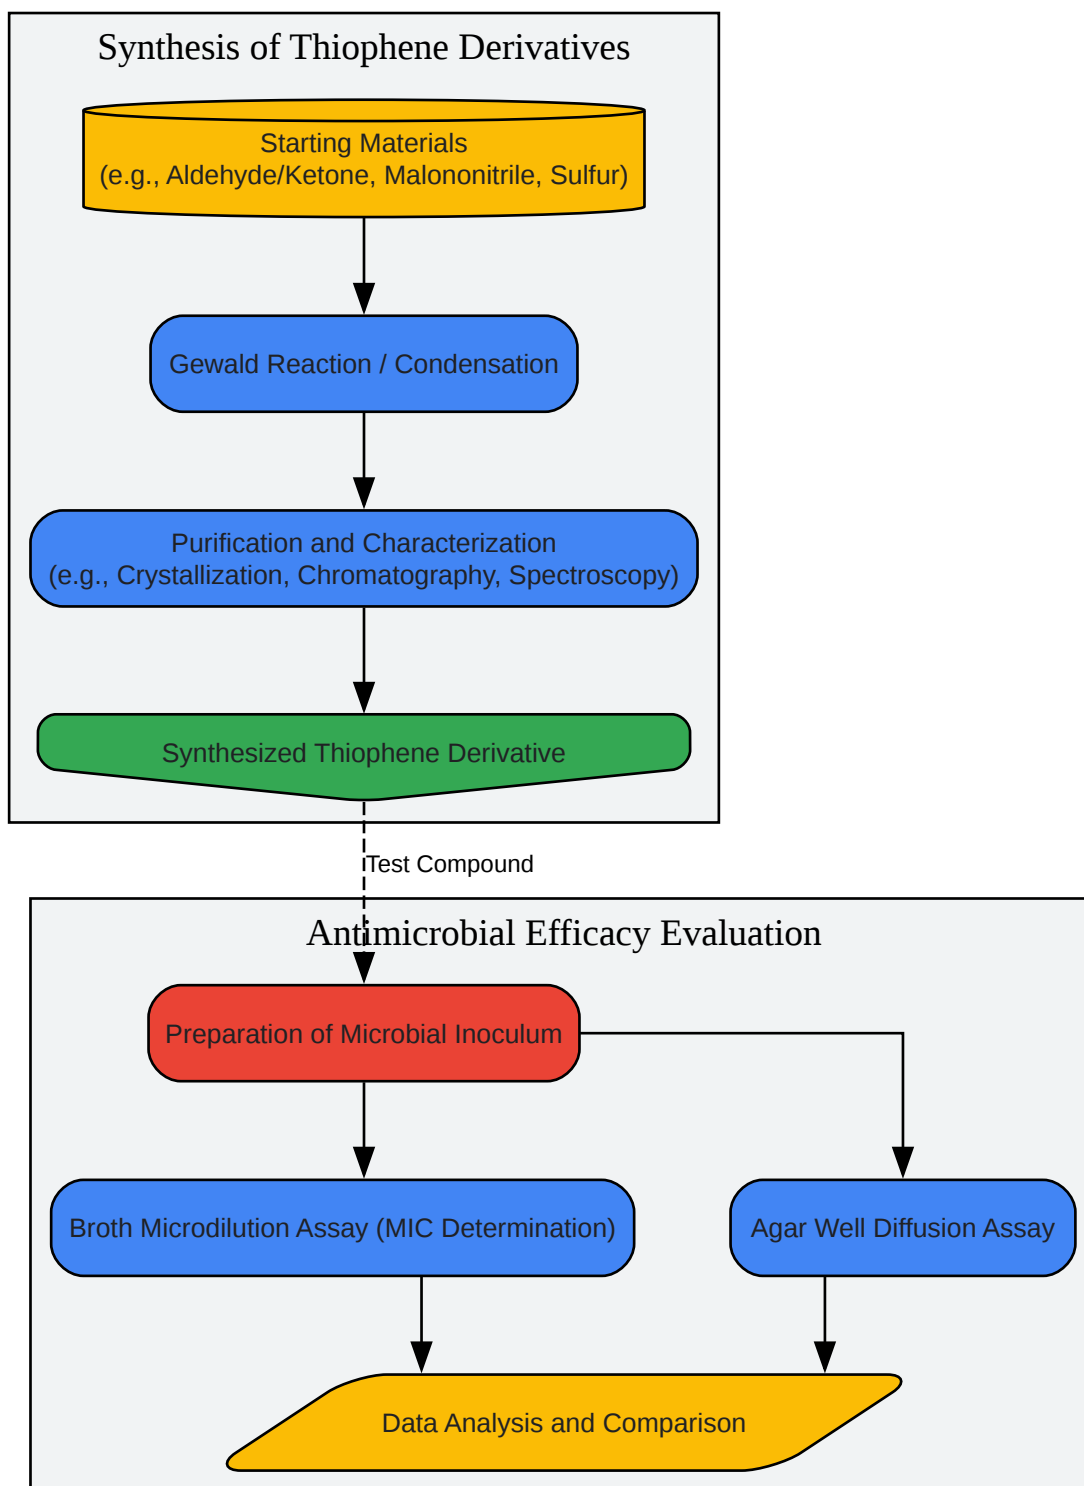 Synthesis of Thiophene Derivatives
Starting Materials
(e.g., Aldehyde/Ketone, Malononitrile, Sulfur)
Gewald Reaction / Condensation
Purification and Characterization
(e.g., Crystallization, Chromatography, Spectroscopy)
Synthesized Thiophene Derivative
Test Compound
Antimicrobial Efficacy Evaluation
Preparation of Microbial Inoculum
Broth Microdilution Assay (MIC Determination)
Agar Well Diffusion Assay
Data Analysis and Comparison